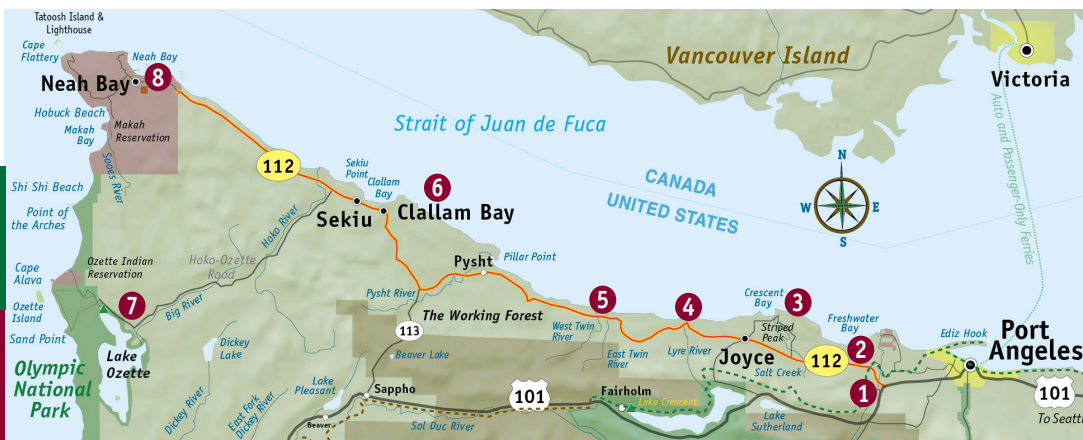 Tatoosh Island &
Lighthouse
Cape
Flattery
Neah Bay
Neah Bay
8
Hobuck Beach
Makah
Bay
Makah
Reservation
Sooes River
Shi Shi Beach
Point of
the Arches
Cape
Alava
Ozette Indian
Reservation
Ozette
Island
Sand Point
7
Olympic
National
Park
Lake
Ozette
Big River
Hoko-Ozette
Road
Hoko River
112
Sekiu
Point
Clallam
Bay
6
Sekiu
Clallam Bay
Strait of Juan de Fuca
Vancouver Island
CANADA
UNITED STATES
N
W
E
S
Victoria
Auto and Passenger-Only Ferries
Pysht
Pillar Point
Pysht River
The Working Forest
113
Beaver Lake
Dickey
Lake
Dickey River
East Fork
Dickey River
Lake
Pleasant
Beaver
Sappho
Sol Duc River
101
Fairholm
Lake Crescent
5
West Twin
River
East Twin
River
4
Lyre River
Joyce
Crescent
Bay
3
Striped
Peak
Salt Creek
112
Freshwater
Bay
2
1
Lake
Sutherland
Ediz Hook
Port
Angeles
101
To Seatt